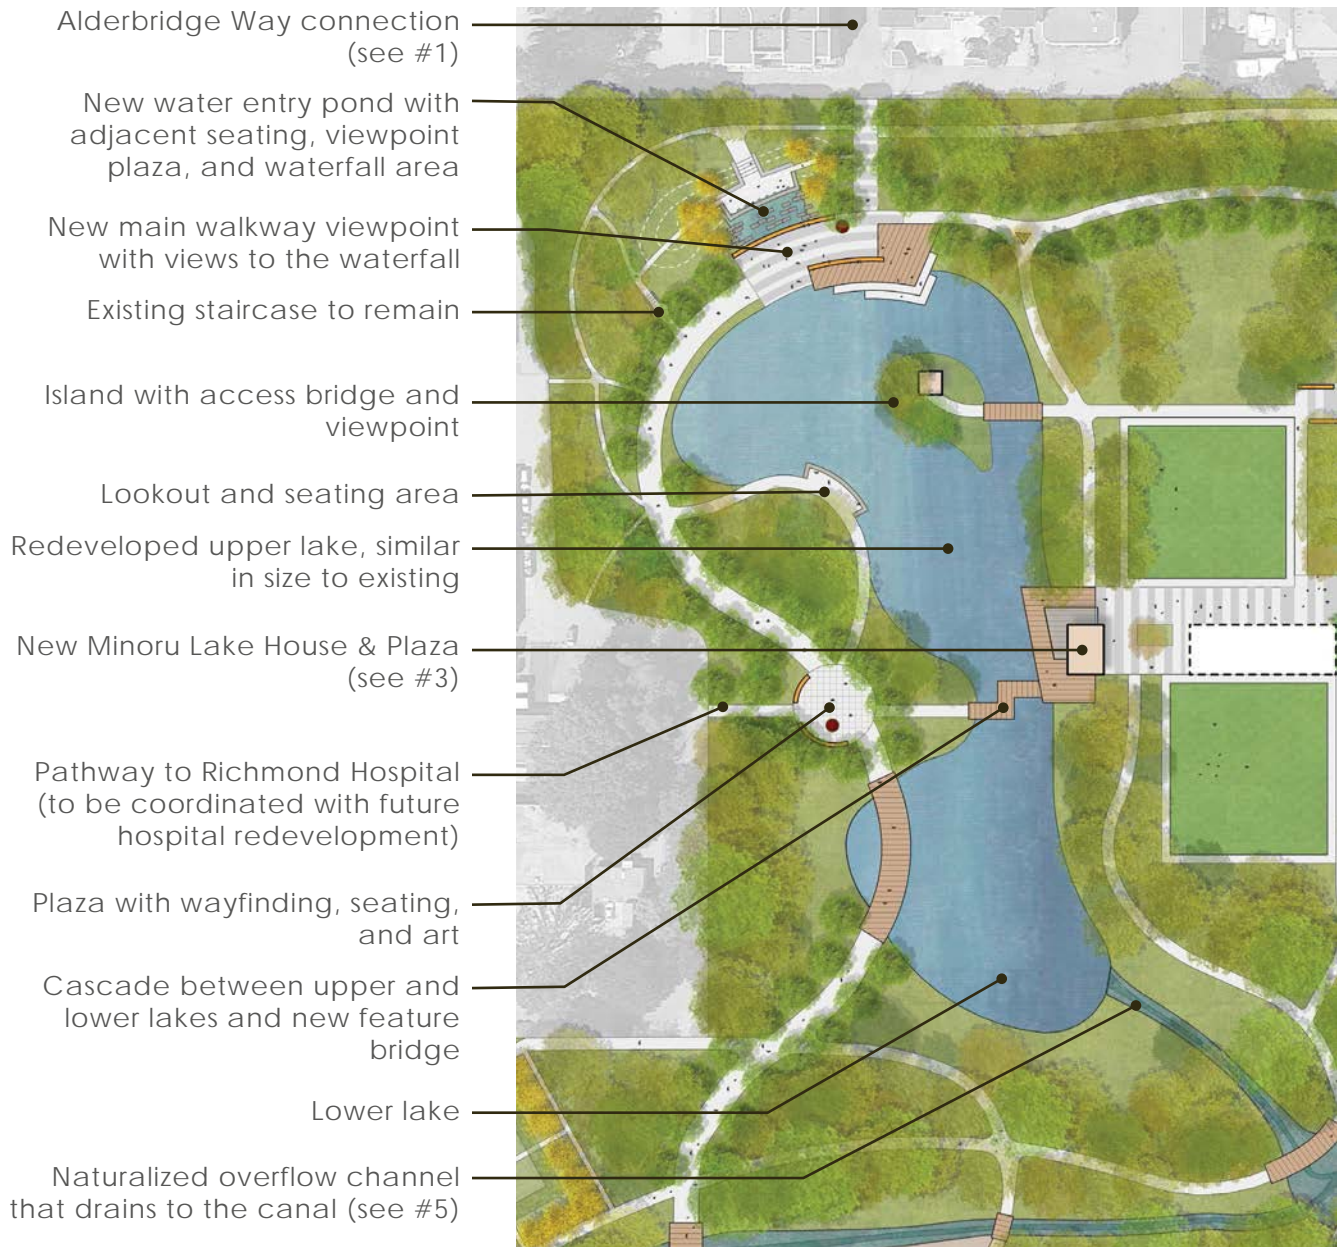 Alderbridge Way connection
(see #1)
New water entry pond with
adjacent seating, viewpoint
plaza, and waterfall area
New main walkway viewpoint
with views to the waterfall
Existing staircase to remain
Island with access bridge and
viewpoint
Lookout and seating area
Redeveloped upper lake, similar
in size to existing
New Minoru Lake House & Plaza
(see #3)
Pathway to Richmond Hospital
(to be coordinated with future
hospital redevelopment)
Plaza with wayfinding, seating,
and art
Cascade between upper and
lower lakes and new feature
bridge
Lower lake
Naturalized overflow channel
that drains to the canal (see #5)